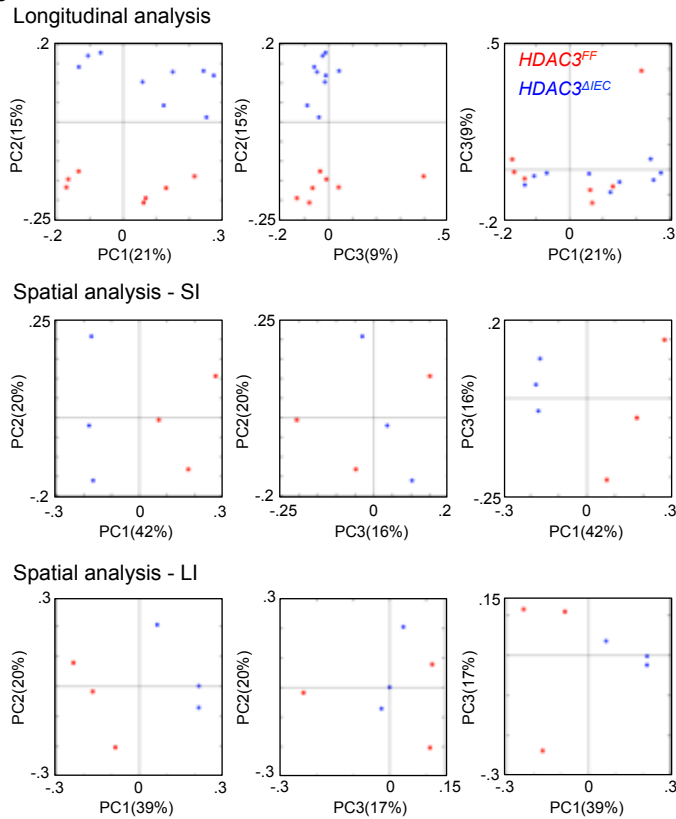 Longitudinal analysis
.2
PC2(15%)
-.25
-.2
0
.3
PC1(21%)
.2
PC2(15%)
-.25
-.2
0
.5
PC3(9%)
.5
PC3(9%)
-.2
-.2
0
.3
PC1(21%)
HDAC3FF
HDAC3ΔIEC
Spatial analysis - SI
.25
PC2(20%)
-.2
-.3
0
.3
PC1(42%)
.25
PC2(20%)
-.2
-.25
0
.2
PC3(16%)
.2
PC3(16%)
-.25
-.3
0
.3
PC1(42%)
Spatial analysis - LI
.3
PC2(20%)
-.3
-.3
0
.3
PC1(39%)
.3
PC2(20%)
-.3
-.3
0
.15
PC3(17%)
.15
PC3(17%)
-.3
-.3
0
.3
PC1(39%)